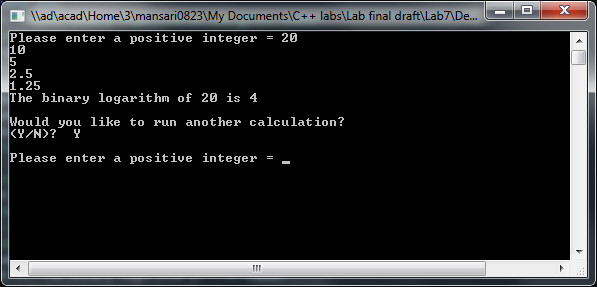 \\ad\acad\Home\3\mansari0823\My Documents\C++ labs\Lab final draft\Lab7\De...
Please enter a positive integer = 20
10
5
2.5
1.25
The binary logarithm of 20 is 4
Would you like to run another calculation?
(Y/N)?  Y
Please enter a positive integer = _